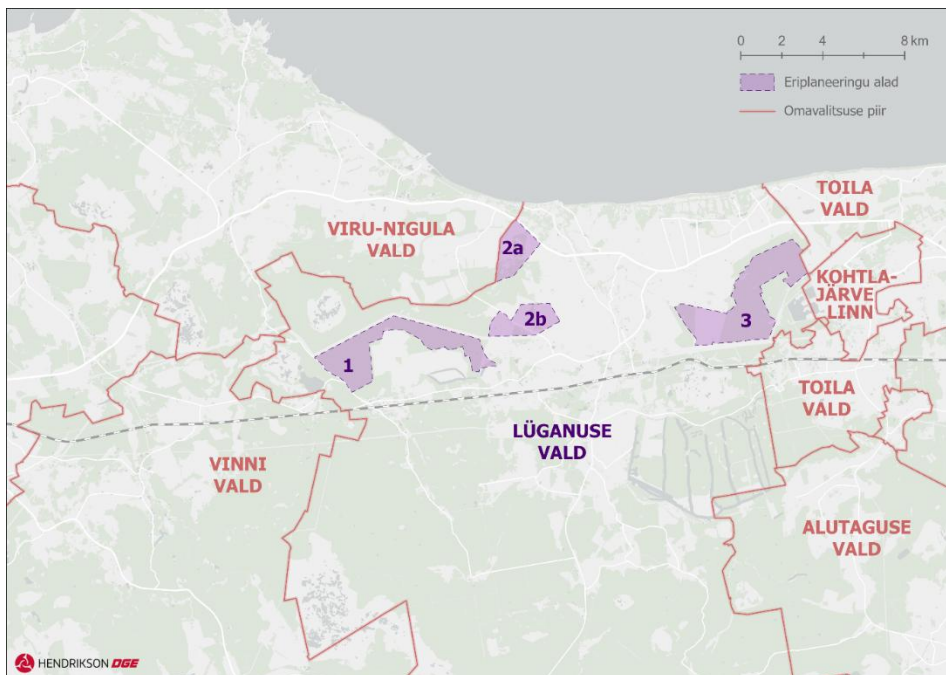 0 2 4 8 km
Eriplaneeringu alad
Omavalitsuse piir
TOILA
VALD
VIRU-NIGULA
VALD
2a
KOHTLA-
JÄRVE
LINN
2b
3
1
TOILA
VALD
LÜGANUSE
VALD
VINNI
VALD
ALUTAGUSE
VALD
HENDRIKSON DGE